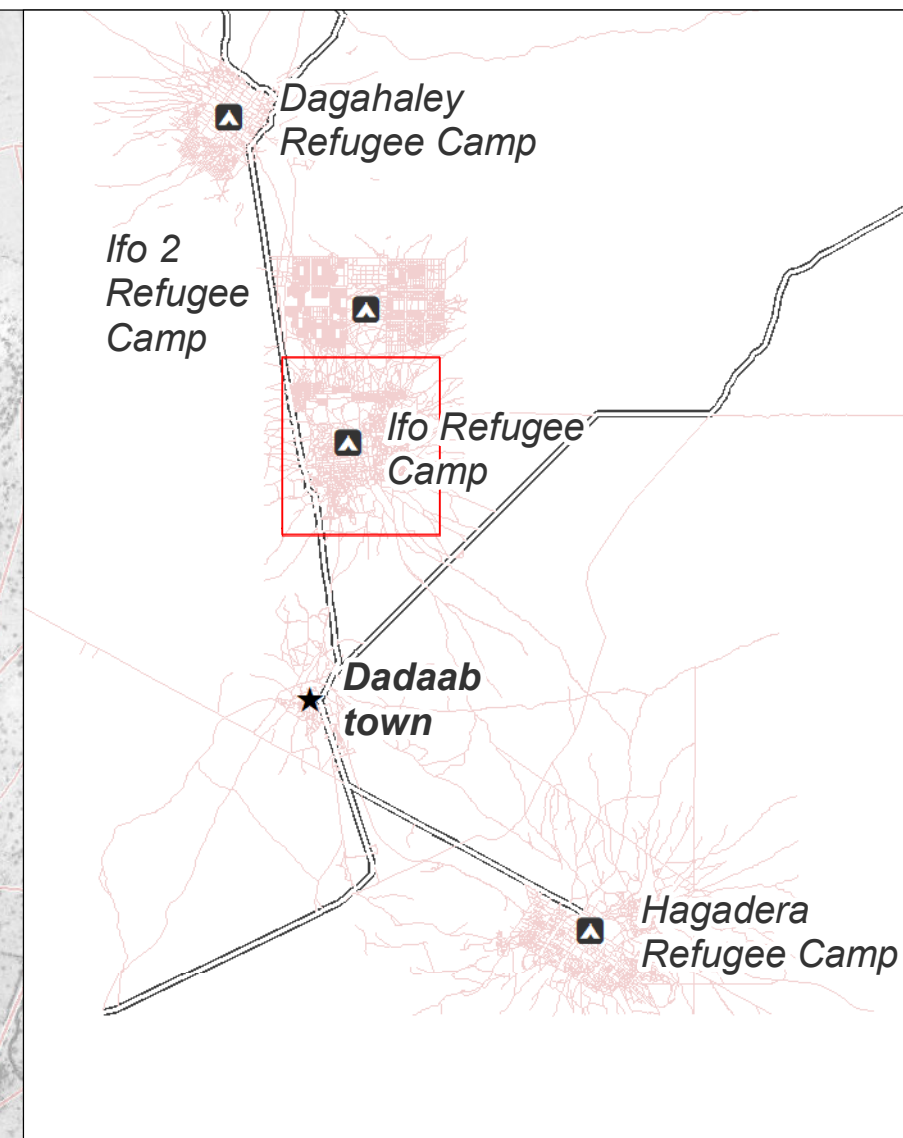 Dagahaley
Refugee Camp
Ifo 2
Refugee
Camp
Ifo Refugee
Camp
Dadaab
town
Hagadera
Refugee Camp